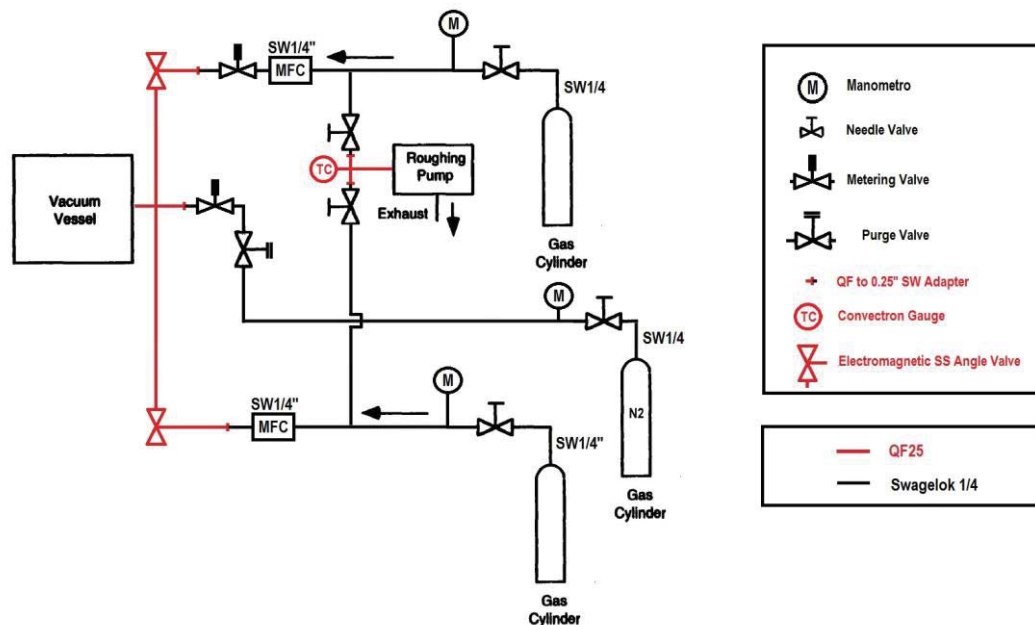 SW1/4"
MFC
M
SW1/4
TC
Roughing
Pump
Exhaust
Vacuum
Vessel
Gas
Cylinder
M
SW1/4
N2
Gas
Cylinder
SW1/4"
MFC
M
SW1/4"
Gas
Cylinder
M
Manometro
Needle Valve
Metering Valve
Purge Valve
QF to 0.25" SW Adapter
TC
Convectron Gauge
Electromagnetic SS Angle Valve
QF25
Swagelok 1/4